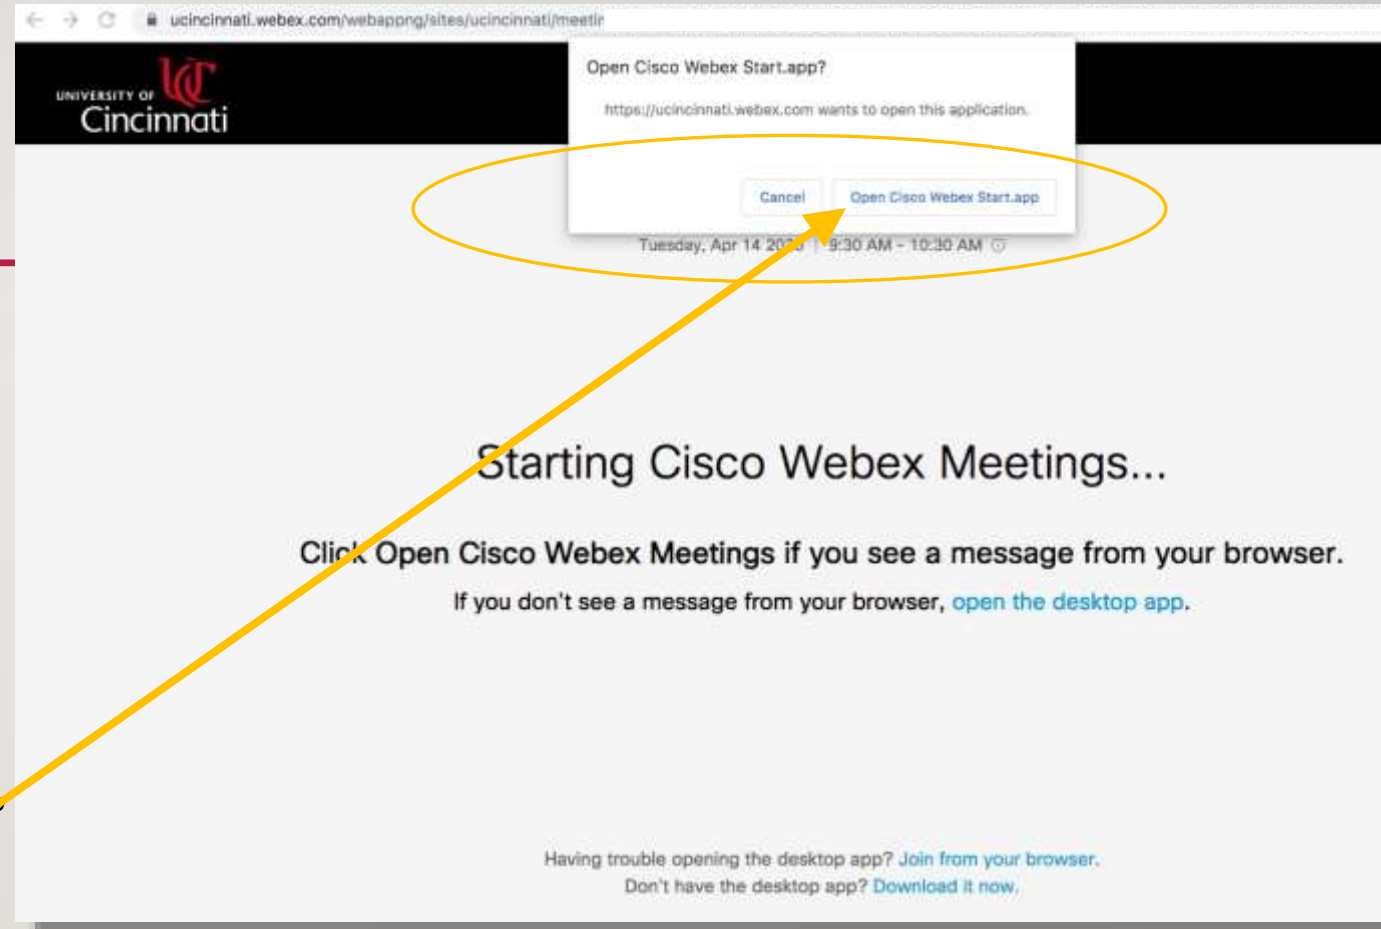 ucincinnati.webex.com/webappng/sites/ucincinnati/meetin
UNIVERSITY OF
UC
Cincinnati
Open Cisco Webex Start.app?
https://ucincinnati.webex.com wants to open this application.
Cancel
Open Cisco Webex Start.app
Tuesday, Apr 14 2020 | 9:30 AM – 10:30 AM
Starting Cisco Webex Meetings...
Click Open Cisco Webex Meetings if you see a message from your browser.
If you don't see a message from your browser, open the desktop app.
Having trouble opening the desktop app? Join from your browser.
Don't have the desktop app? Download it now.